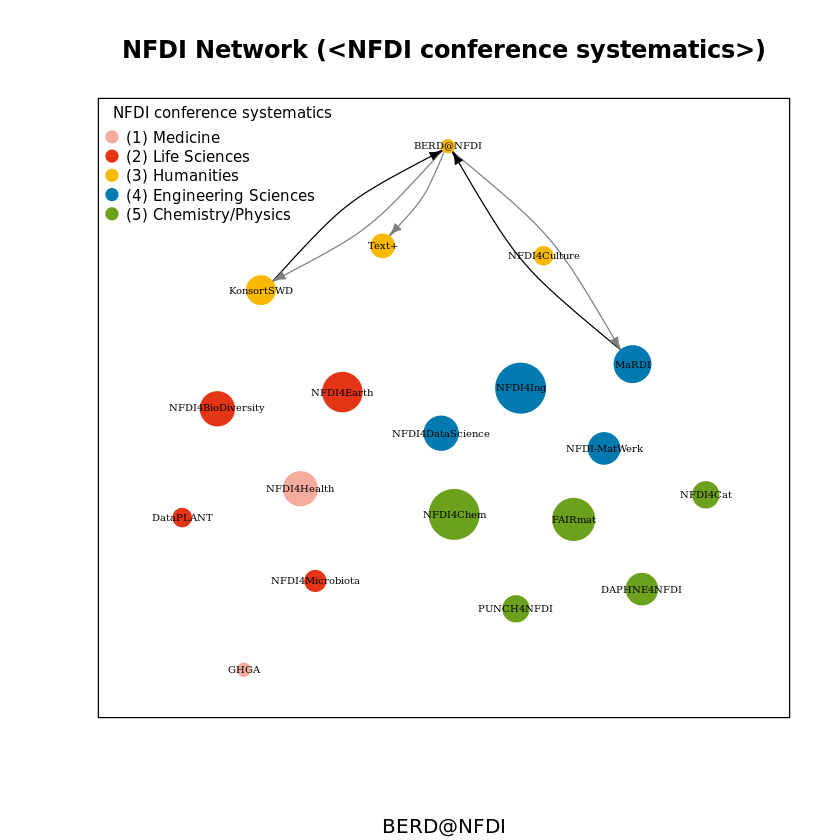 NFDI Network (<NFDI conference systematics>)
NFDI conference systematics
(1) Medicine
(2) Life Sciences
(3) Humanities
(4) Engineering Sciences
(5) Chemistry/Physics
BERD@NFDI
Text+
NFDI4Culture
KonsortSWD
MaRDI
NFDI4Earth
NFDI4Ing
NFDI4BioDiversity
NFDI4DataScience
NFDI-MatWerk
NFDI4Health
NFDI4Cat
NFDI4Chem
FAIRmat
DataPLANT
NFDI4Microbiota
DAPHNE4NFDI
PUNCH4NFDI
GHGA
BERD@NFDI